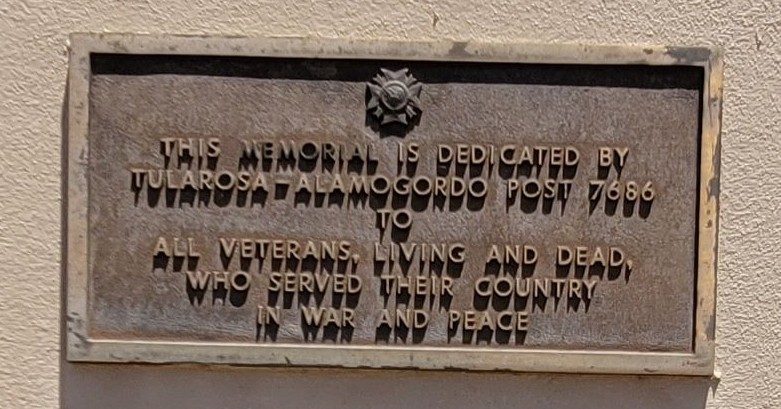 THIS MEMORIAL IS DEDICATED BY
TULAROSA-ALAMOGORDO POST 7686
TO
ALL VETERANS, LIVING AND DEAD,
WHO SERVED THEIR COUNTRY
IN WAR AND PEACE